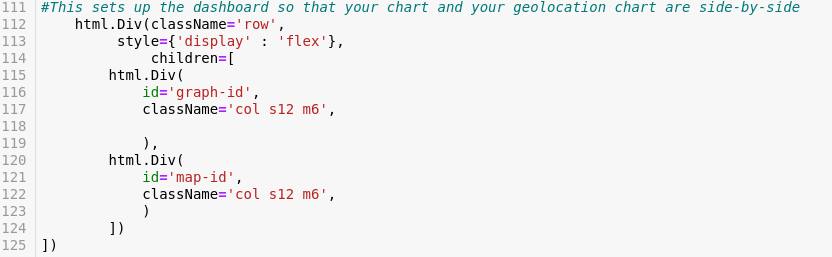 111 #This sets up the dashboard so that your chart and your geolocation chart are side-by-side
112     html.Div(className='row',
113          style={'display' : 'flex'},
114              children=[
115         html.Div(
116             id='graph-id',
117             className='col s12 m6',
118
119             ),
120         html.Div(
121             id='map-id',
122             className='col s12 m6',
123             )
124         ])
125 ])